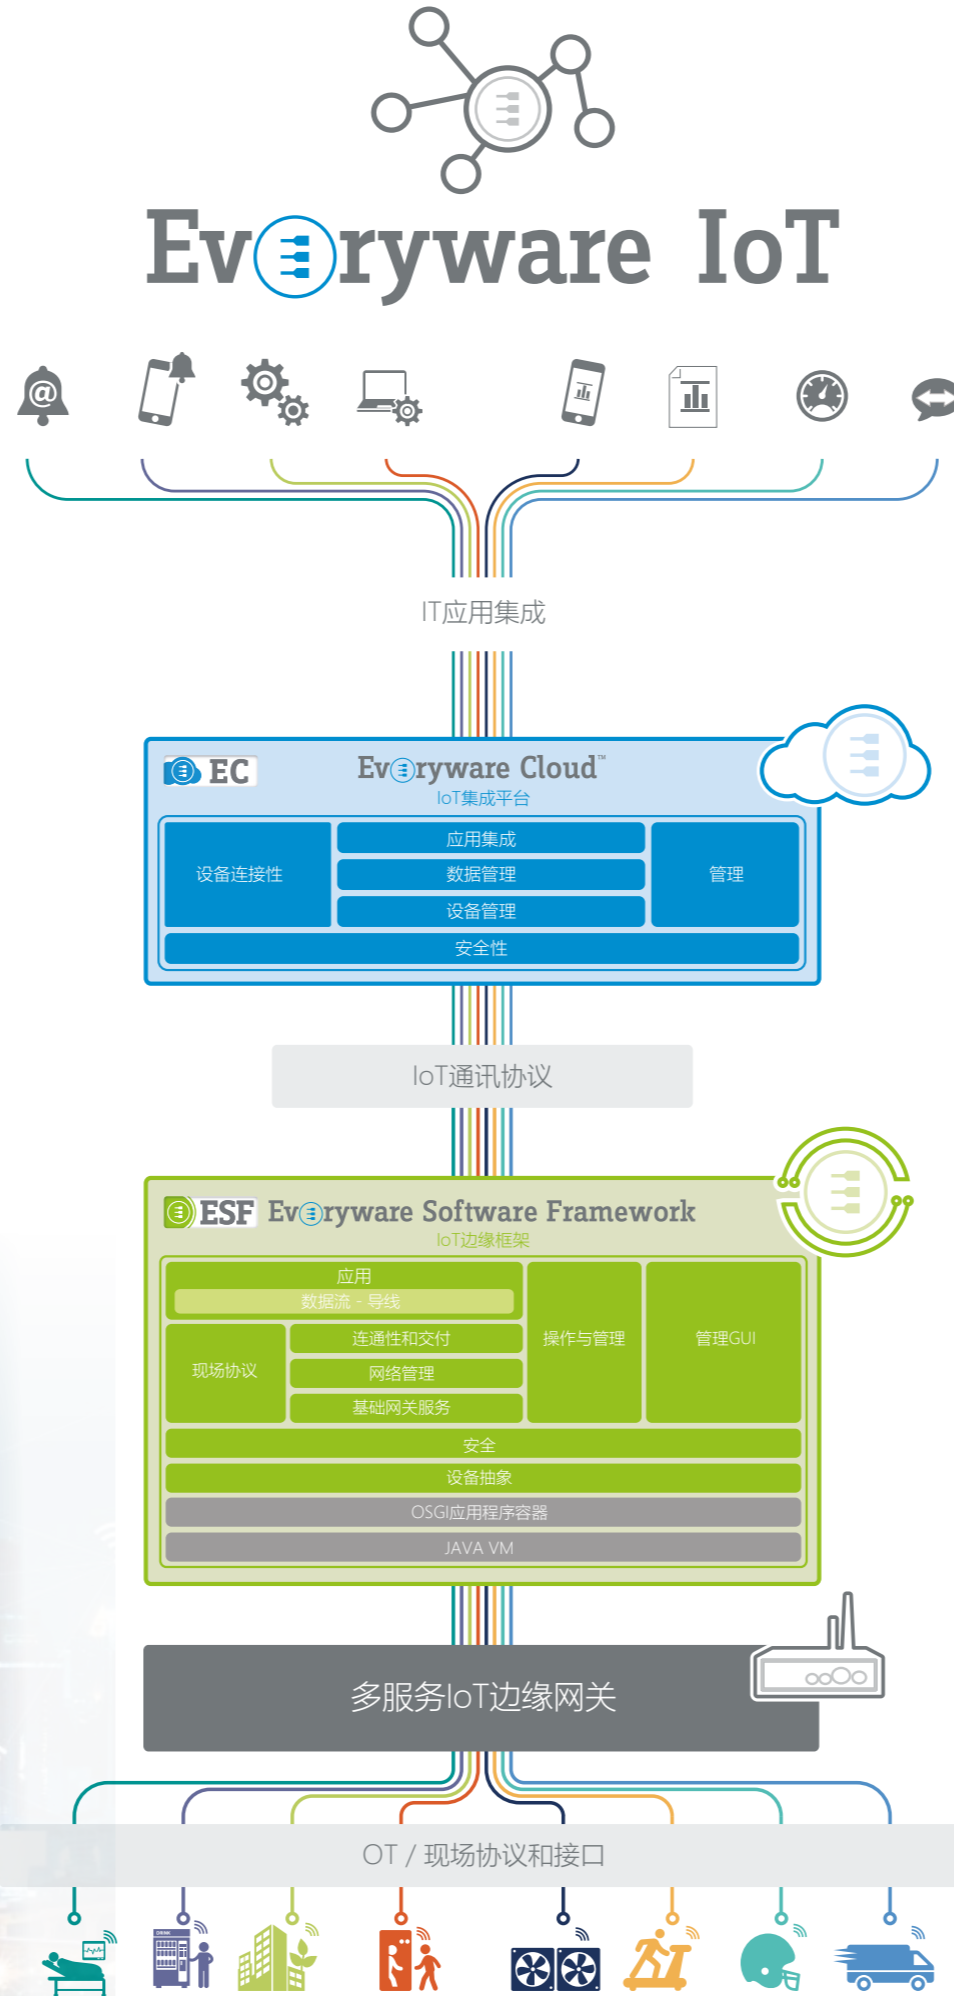 Everyware IoT
@
IT应用集成
EC
Everyware Cloud™
IoT集成平台
设备连接性
应用集成
数据管理
设备管理
管理
安全性
IoT通讯协议
ESF
Everyware Software Framework
IoT边缘框架
应用
数据流 - 导线
现场协议
连通性和交付
网络管理
基础网关服务
操作与管理
管理GUI
安全
设备抽象
OSGI应用程序容器
JAVA VM
多服务IoT边缘网关
OT / 现场协议和接口
DRINK